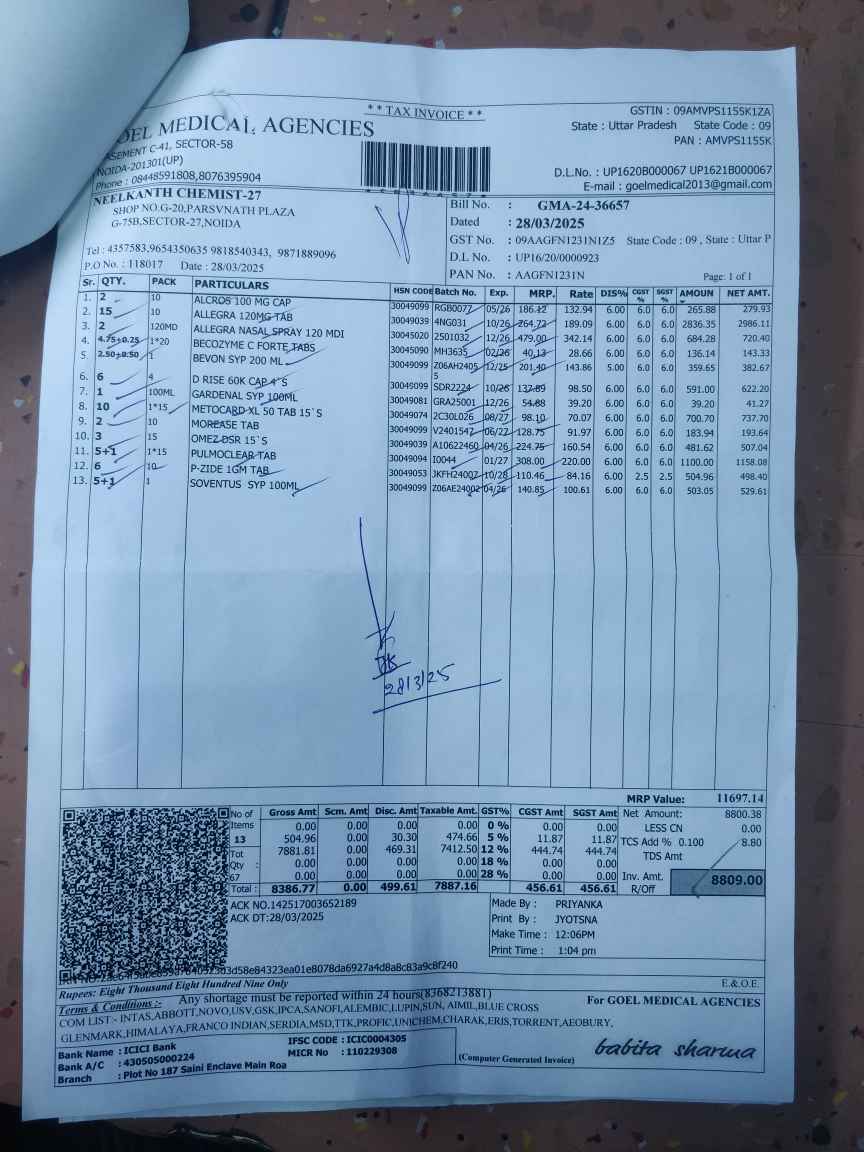 ** TAX INVOICE **
GOEL MEDICAL AGENCIES
BASEMENT C-41, SECTOR-58
NOIDA-201301(UP)
Phone : 08448591808,8076395904
GSTIN : 09AMVPS1155K1ZA
State : Uttar Pradesh State Code : 09
PAN : AMVPS1155K
D.L.No. : UP1620B000067 UP1621B000067
E-mail : goelmedical2013@gmail.com
NEELKANTH CHEMIST-27
SHOP NO.G-20,PARSVNATH PLAZA
G-75B,SECTOR-27,NOIDA
Tel : 4357583,9654350635 9818540343, 9871889096
P.O No. : 118017 Date : 28/03/2025
Bill No. : GMA-24-36657
Dated : 28/03/2025
GST No. : 09AAGFN1231N1Z5 State Code : 09 , State : Uttar P
D.L No. : UP16/20/0000923
PAN No. : AAGFN1231N
Page: 1 of 1
Sr. QTY. PACK PARTICULARS HSN CODE Batch No. Exp. MRP. Rate DIS% CGST % SGST % AMOUN NET AMT.
1. 2 10 ALCROS 100 MG CAP 30049099 RGB0077 05/26 186.12 132.94 6.00 6.0 6.0 265.88 279.93
2. 15 10 ALLEGRA 120MG TAB 30049039 4NG031 10/26 264.72 189.09 6.00 6.0 6.0 2836.35 2986.11
3. 2 120MD ALLEGRA NASAL SPRAY 120 MDI 30045020 2501032 12/26 479.00 342.14 6.00 6.0 6.0 684.28 720.40
4. 4.75+0.25 1*20 BECOZYME C FORTE TABS 30045090 MH3635 02/26 40.13 28.66 6.00 6.0 6.0 136.14 143.33
5. 2.50+0.50 1 BEVON SYP 200 ML 30049099 Z06AH2405 12/25 201.40 143.86 5.00 6.0 6.0 359.65 382.67
5
6. 6 4 D RISE 60K CAP 4`S 30049099 SDR2224 10/26 137.89 98.50 6.00 6.0 6.0 591.00 622.20
7. 1 100ML GARDENAL SYP 100ML 30049081 GRA25001 12/26 54.88 39.20 6.00 6.0 6.0 39.20 41.27
8. 10 1*15 METOCARD XL 50 TAB 15`S 30049074 2C30L026 08/27 98.10 70.07 6.00 6.0 6.0 700.70 737.70
9. 2 10 MOREASE TAB 30049099 V2401547 06/27 128.75 91.97 6.00 6.0 6.0 183.94 193.64
10. 3 15 OMEZ DSR 15`S 30049039 A10622460 04/26 224.75 160.54 6.00 6.0 6.0 481.62 507.04
11. 5+1 1*15 PULMOCLEAR TAB 30049094 I0044 01/27 308.00 220.00 6.00 6.0 6.0 1100.00 1158.08
12. 6 10 P-ZIDE 1GM TAB 30049053 JKFH24007 10/28 110.46 84.16 6.00 2.5 2.5 504.96 498.40
13. 5+1 1 SOVENTUS SYP 100ML 30049099 Z06AE24002 04/26 140.85 100.61 6.00 6.0 6.0 503.05 529.61
28/3/25
MRP Value: 11697.14
No of Items 13 Tot Qty : 67
Gross Amt Scm. Amt Disc. Amt Taxable Amt. GST% CGST Amt SGST Amt
0.00 0.00 0.00 0.00 0 % 0.00 0.00
504.96 0.00 30.30 474.66 5 % 11.87 11.87
7881.81 0.00 469.31 7412.50 12 % 444.74 444.74
0.00 0.00 0.00 0.00 18 % 0.00 0.00
0.00 0.00 0.00 0.00 28 % 0.00 0.00
Total : 8386.77 0.00 499.61 7887.16 456.61 456.61
Net Amount: 8800.38
LESS CN 0.00
TCS Add % 0.100 8.80
TDS Amt
Inv. Amt. R/Off 8809.00
ACK NO.142517003652189
ACK DT:28/03/2025
Made By : PRIYANKA
Print By : JYOTSNA
Make Time : 12:06PM
Print Time : 1:04 pm
Rupees: Eight Thousand Eight Hundred Nine Only
E.&O.E.
Terms & Conditions :- Any shortage must be reported within 24 hours(8368213881)
COM LIST:- INTAS,ABBOTT,NOVO,USV,GSK,IPCA,SANOFI,ALEMBIC,LUPIN,SUN, AIMIL,BLUE CROSS
GLENMARK,HIMALAYA,FRANCO INDIAN,SERDIA,MSD,TTK,PROFIC,UNICHEM,CHARAK,ERIS,TORRENT,AEOBURY,
For GOEL MEDICAL AGENCIES
Bank Name : ICICI Bank
Bank A/C : 430505000224
Branch : Plot No 187 Saini Enclave Main Roa
IFSC CODE : ICIC0004305
MICR No : 110229308
(Computer Generated Invoice)
babita sharma